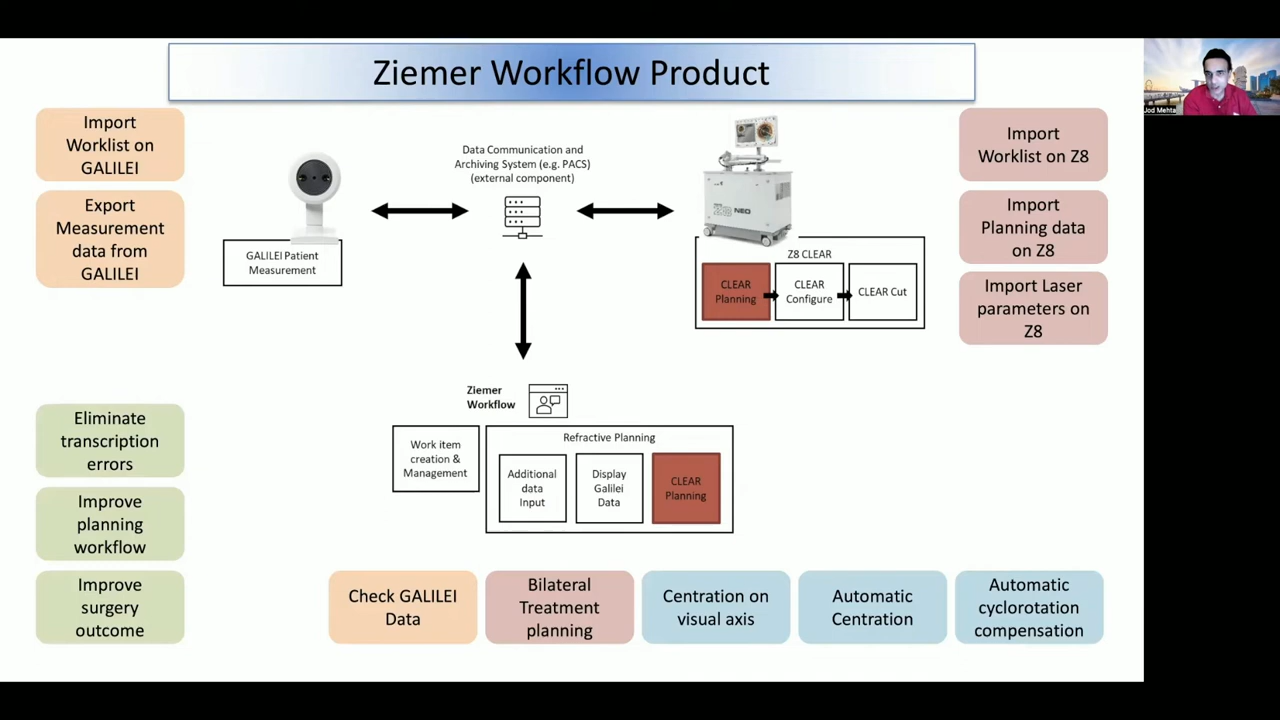 Ziemer Workflow Product
Jod Mehta
Import
Worklist on
GALILEI
Export
Measurement
data from
GALILEI
GALILEI Patient
Measurement
Data Communication and
Archiving System (e.g. PACS)
(external component)
Z8 NEO
Z8 CLEAR
CLEAR
Planning
CLEAR
Configure
CLEAR Cut
Import
Worklist on Z8
Import
Planning data
on Z8
Import Laser
parameters on
Z8
Ziemer
Workflow
Work item
creation &
Management
Refractive Planning
Additional
data
Input
Display
Galilei
Data
CLEAR
Planning
Eliminate
transcription
errors
Improve
planning
workflow
Improve
surgery
outcome
Check GALILEI
Data
Bilateral
Treatment
planning
Centration on
visual axis
Automatic
Centration
Automatic
cyclorotation
compensation